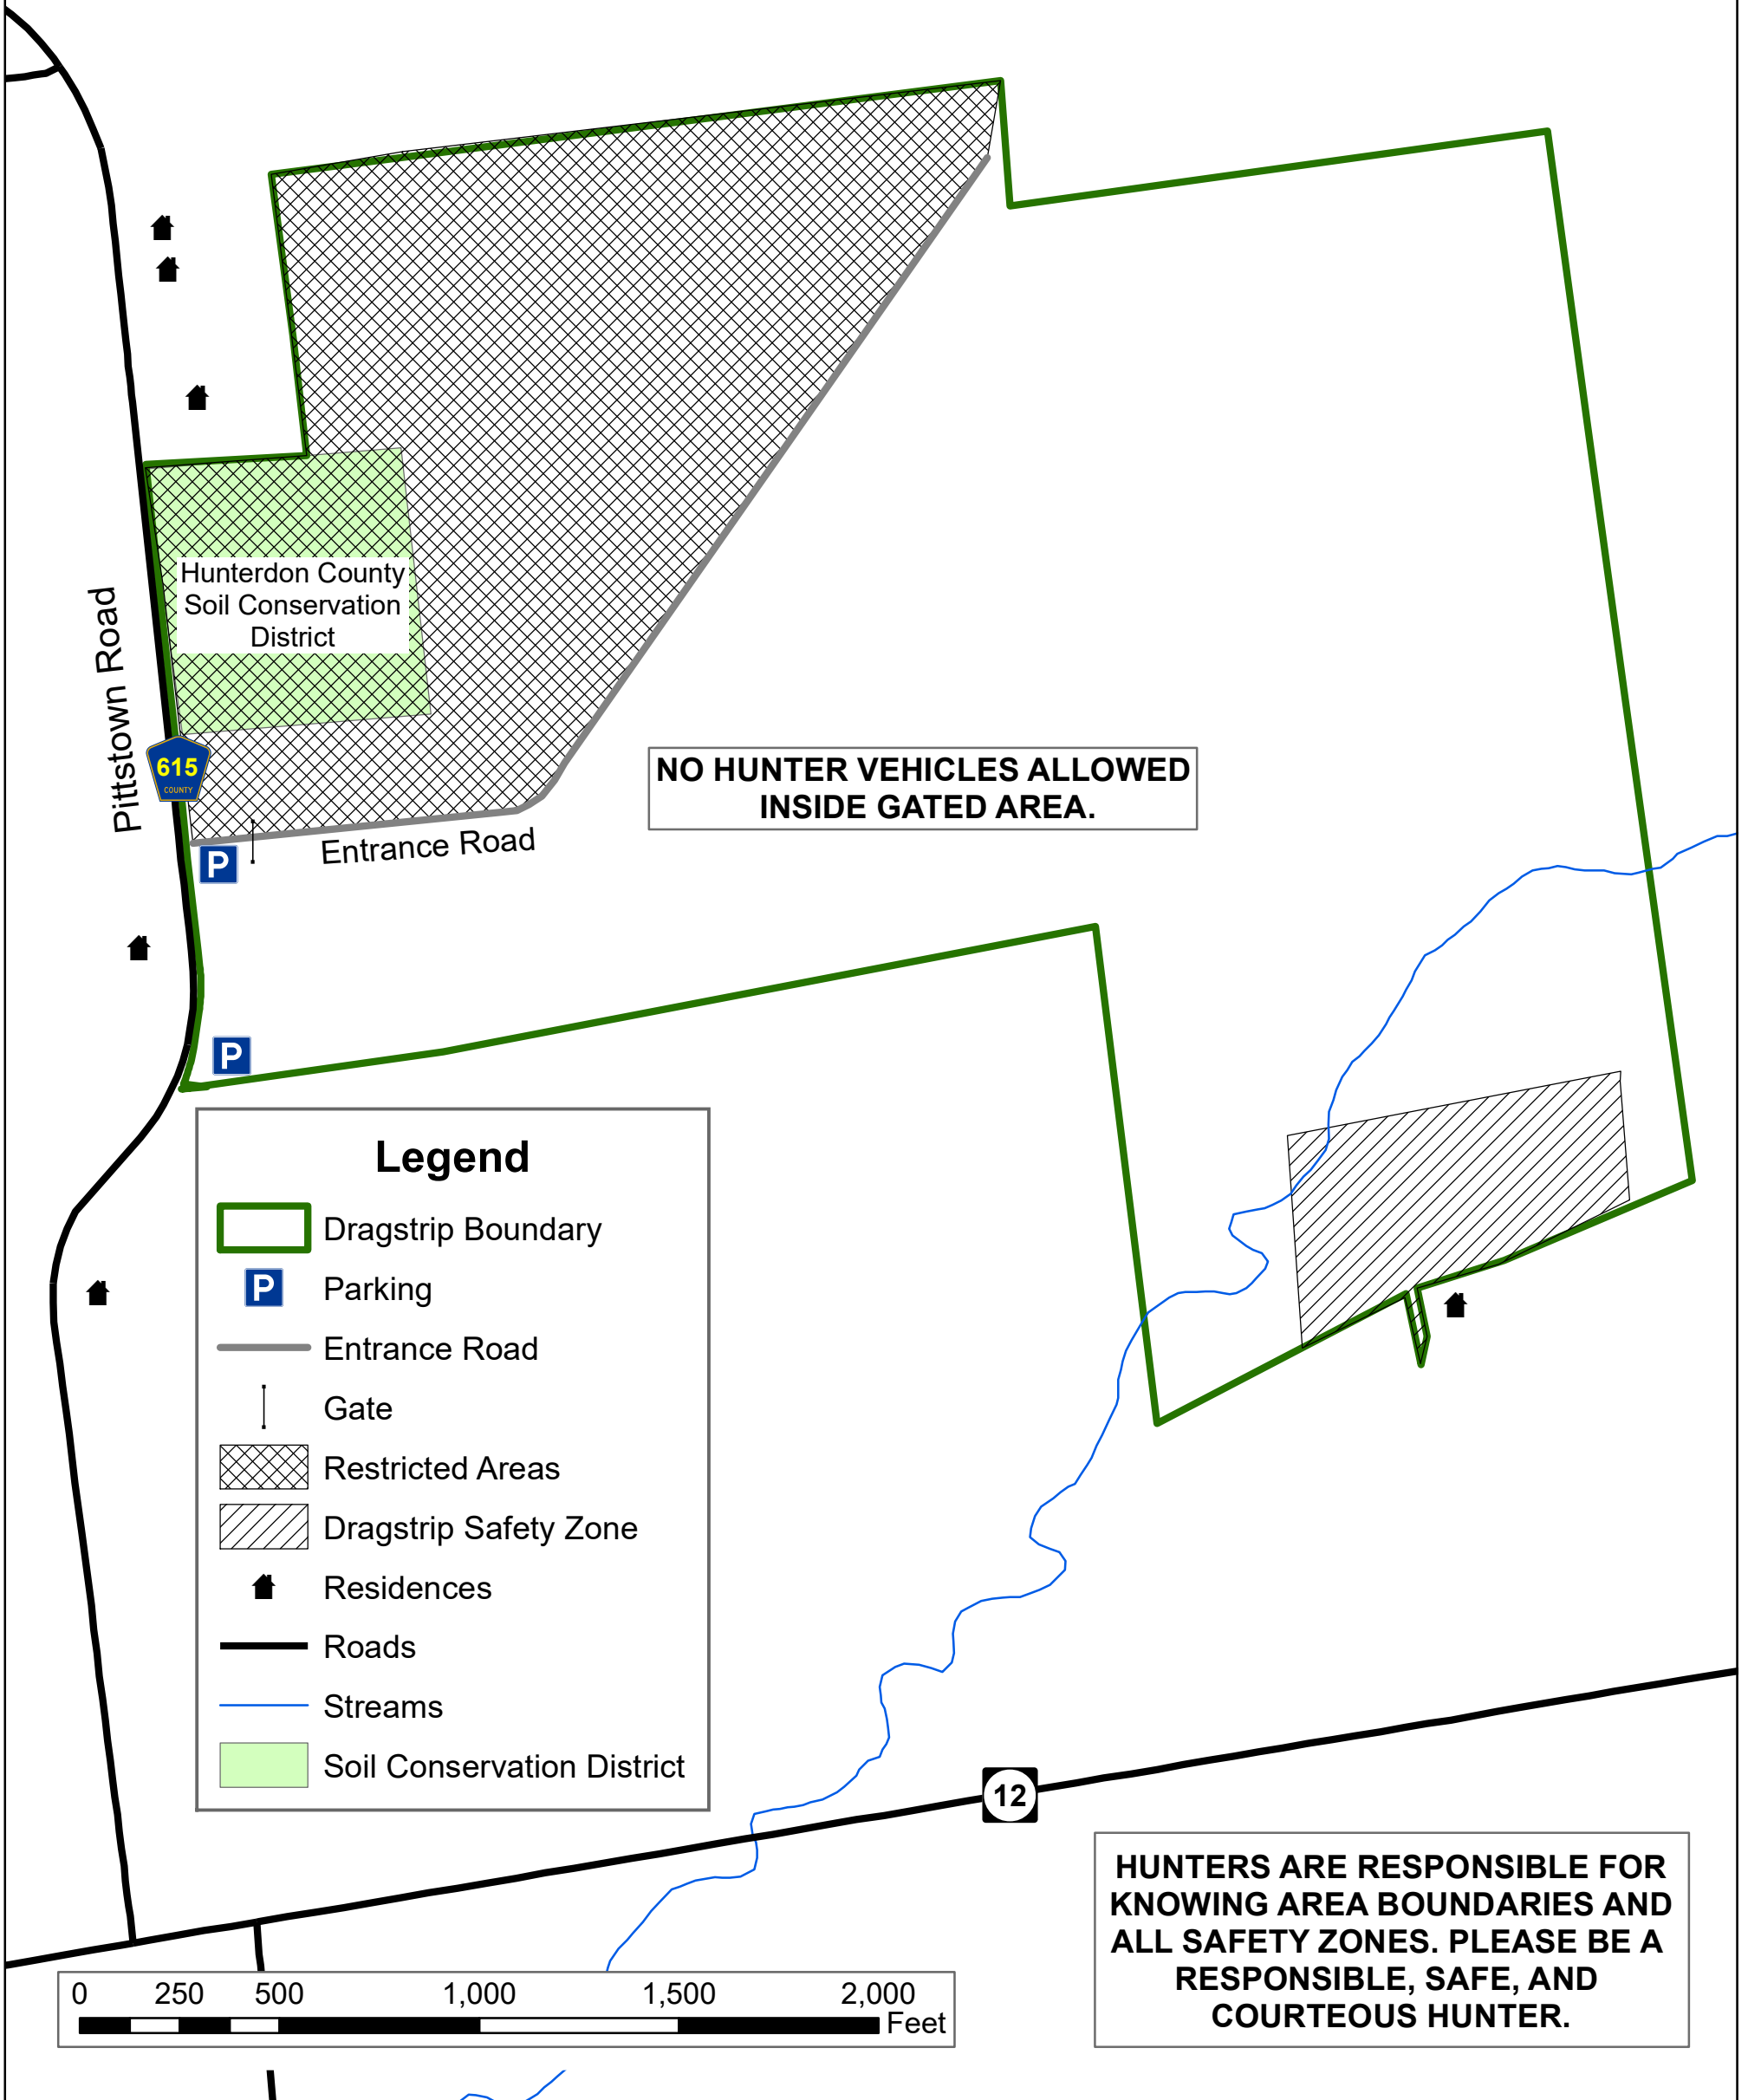 Hunterdon County
Soil Conservation
District
Pittstown Road
615
COUNTY
NO HUNTER VEHICLES ALLOWED
INSIDE GATED AREA.
Entrance Road
P
P
Legend
Dragstrip Boundary
P Parking
Entrance Road
Gate
Restricted Areas
Dragstrip Safety Zone
Residences
Roads
Streams
Soil Conservation District
12
HUNTERS ARE RESPONSIBLE FOR
KNOWING AREA BOUNDARIES AND
ALL SAFETY ZONES. PLEASE BE A
RESPONSIBLE, SAFE, AND
COURTEOUS HUNTER.
0 250 500 1,000 1,500 2,000
Feet